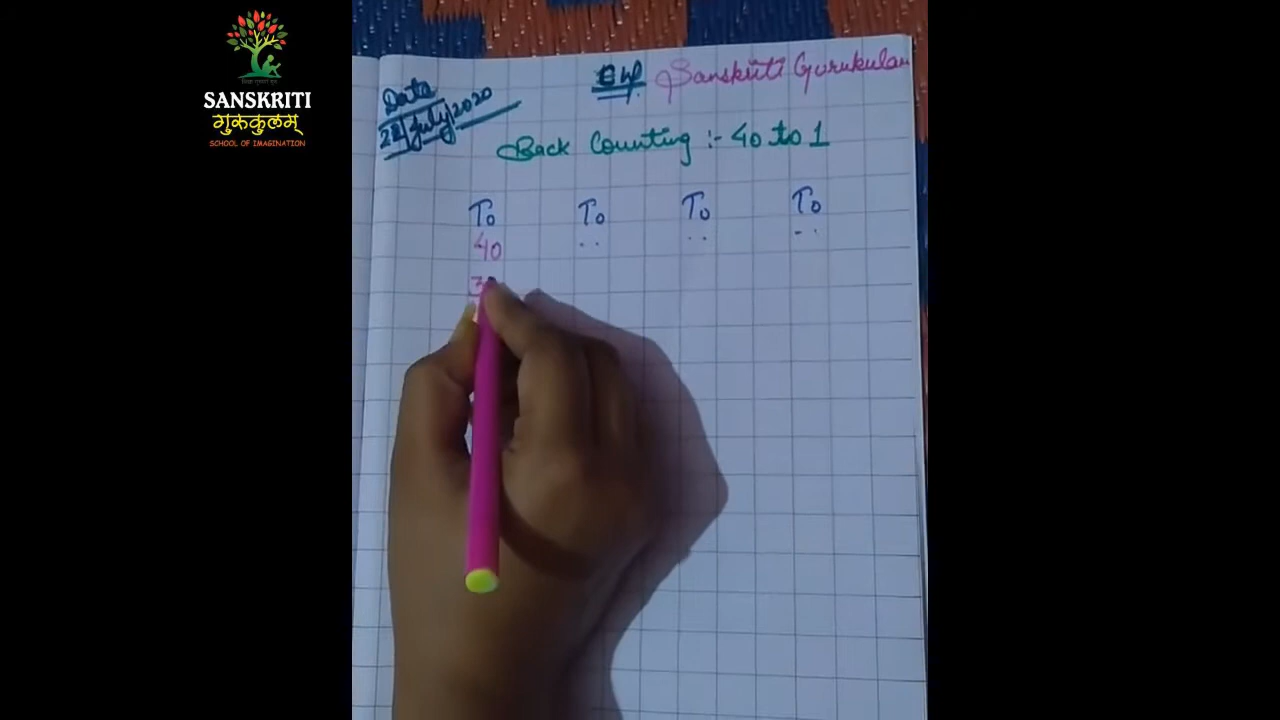 SANSKRITI
गुरुकुलम्
SCHOOL OF IMAGINATION
Sanskriti Gurukulam
Date
July 2020
Back Counting :- 40 to 1
To To To To
40